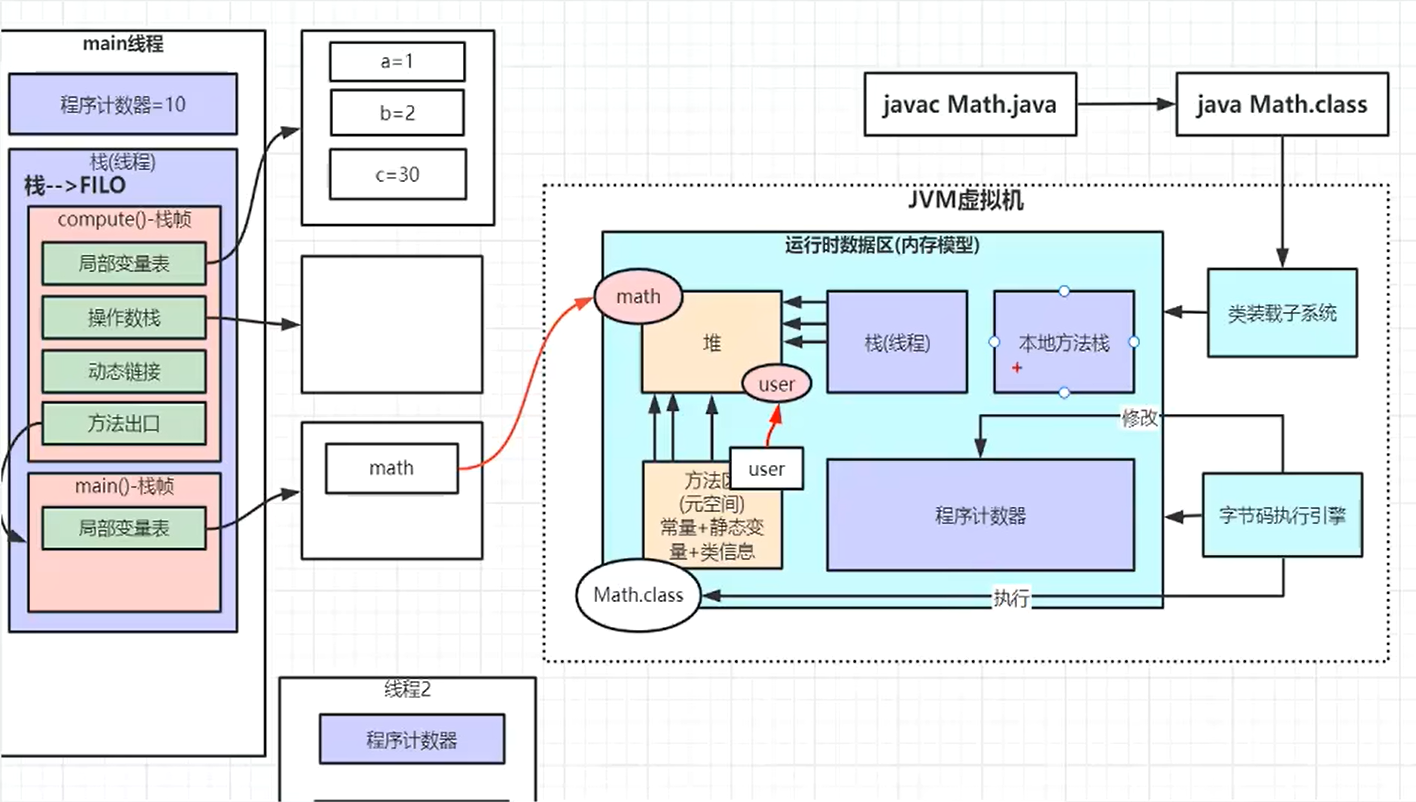 main线程
程序计数器=10
栈(线程)
栈-->FILO
compute()-栈帧
局部变量表
操作数栈
动态链接
方法出口
main()-栈帧
局部变量表
a=1
b=2
c=30
math
线程2
程序计数器
javac Math.java
java Math.class
JVM虚拟机
运行时数据区(内存模型)
math
堆
user
栈(线程)
本地方法栈
类装载子系统
修改
user
方法区
(元空间)
常量+静态变
量+类信息
程序计数器
字节码执行引擎
Math.class
执行